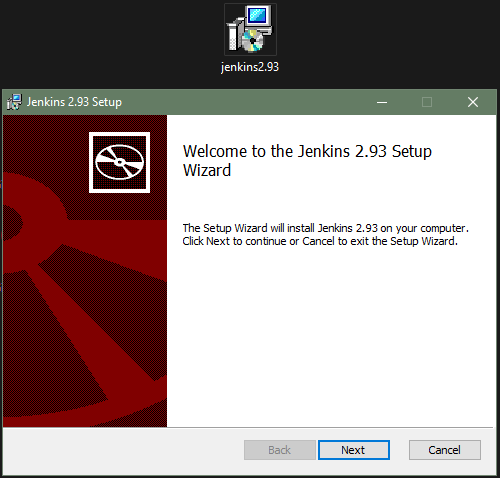 jenkins2.93
Jenkins 2.93 Setup
Welcome to the Jenkins 2.93 Setup
Wizard
The Setup Wizard will install Jenkins 2.93 on your computer.
Click Next to continue or Cancel to exit the Setup Wizard.
Back
Next
Cancel